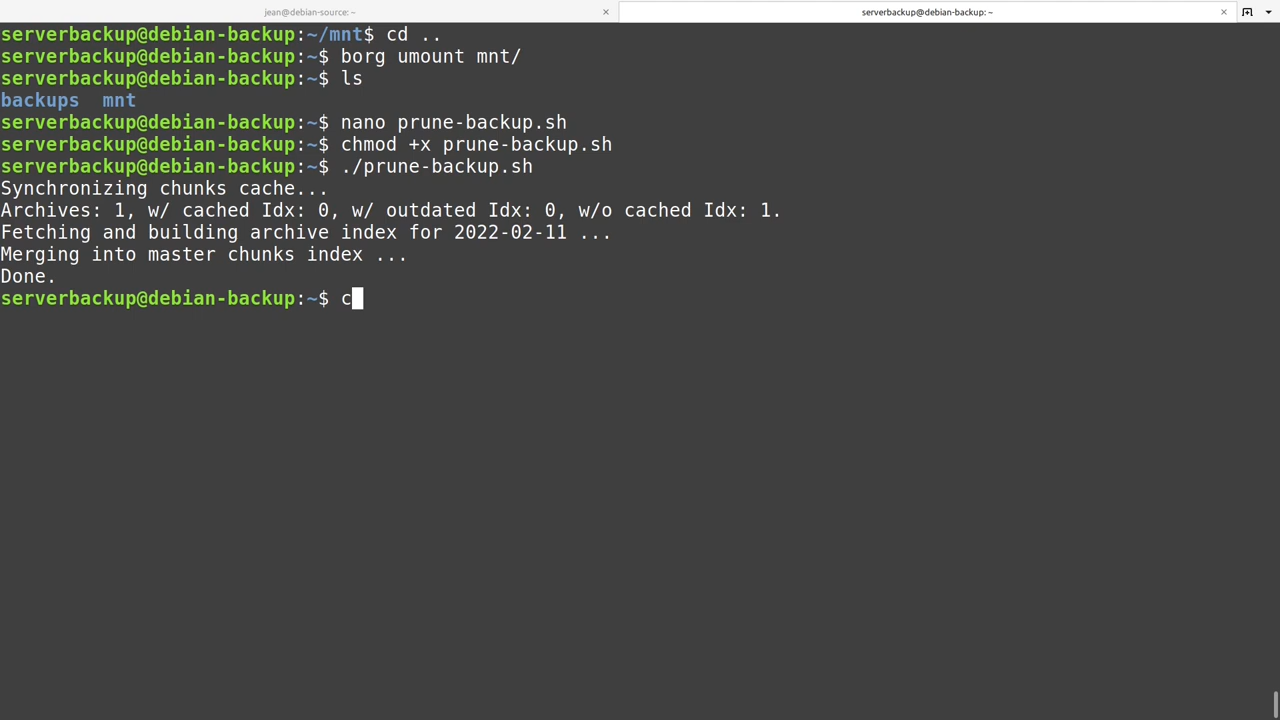 jean@debian-source: ~
serverbackup@debian-backup: ~
serverbackup@debian-backup:~/mnt$ cd ..
serverbackup@debian-backup:~$ borg umount mnt/
serverbackup@debian-backup:~$ ls
backups  mnt
serverbackup@debian-backup:~$ nano prune-backup.sh
serverbackup@debian-backup:~$ chmod +x prune-backup.sh
serverbackup@debian-backup:~$ ./prune-backup.sh
Synchronizing chunks cache...
Archives: 1, w/ cached Idx: 0, w/ outdated Idx: 0, w/o cached Idx: 1.
Fetching and building archive index for 2022-02-11 ...
Merging into master chunks index ...
Done.
serverbackup@debian-backup:~$ c